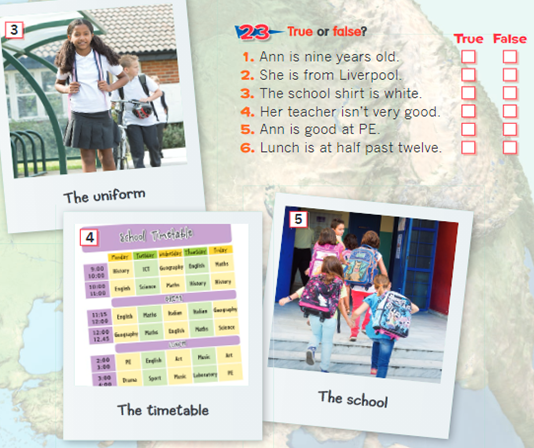 3
The uniform
23 True or false?
True False
1. Ann is nine years old.
2. She is from Liverpool.
3. The school shirt is white.
4. Her teacher isn't very good.
5. Ann is good at PE.
6. Lunch is at half past twelve.
4
School Timetable
Monday Tuesday Wednesday Thursday Friday
9:00 10:00 History ICT Geography English Maths
10:00 11:00 English Science Maths History History
11:15 12:00 English Maths Italian Italian Geography
12:00 12.45 Geography Maths English Maths Science
2:00 3:00 PE English Art Music Art
3:00 Drama Sport Music Laboratory PE
The timetable
5
The school